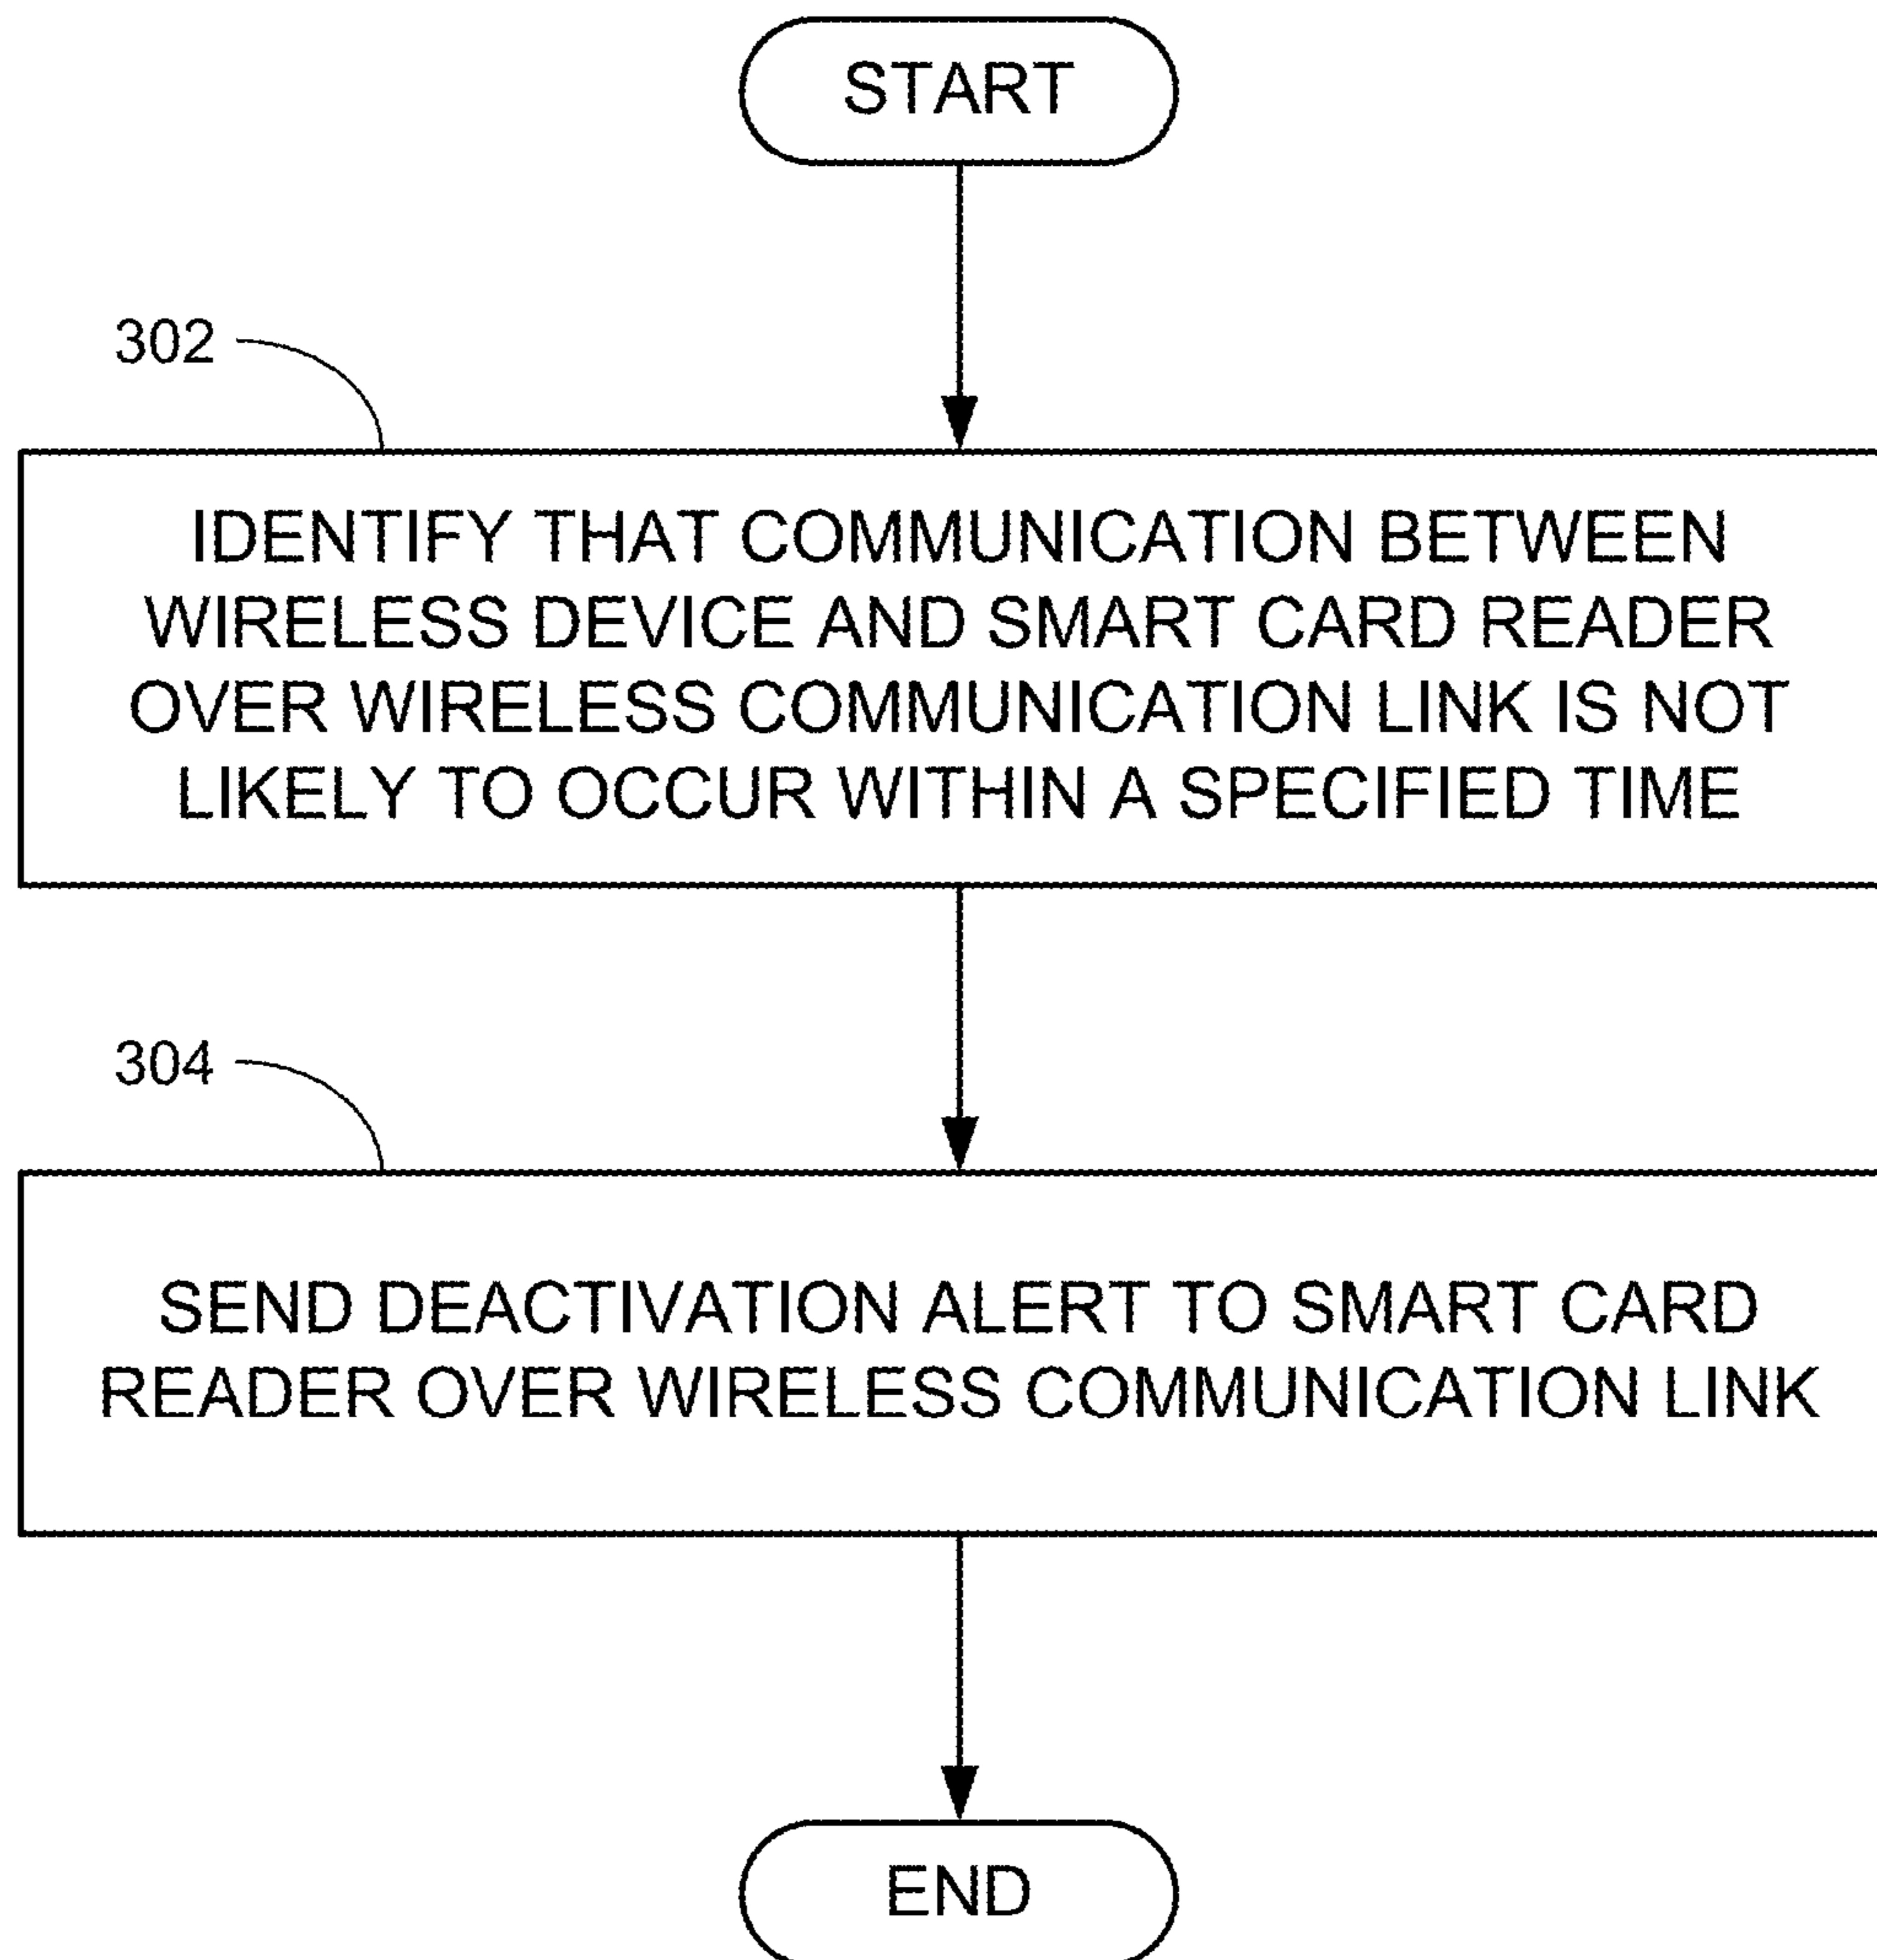 START
302
IDENTIFY THAT COMMUNICATION BETWEEN
WIRELESS DEVICE AND SMART CARD READER
OVER WIRELESS COMMUNICATION LINK IS NOT
LIKELY TO OCCUR WITHIN A SPECIFIED TIME
304
SEND DEACTIVATION ALERT TO SMART CARD
READER OVER WIRELESS COMMUNICATION LINK
END